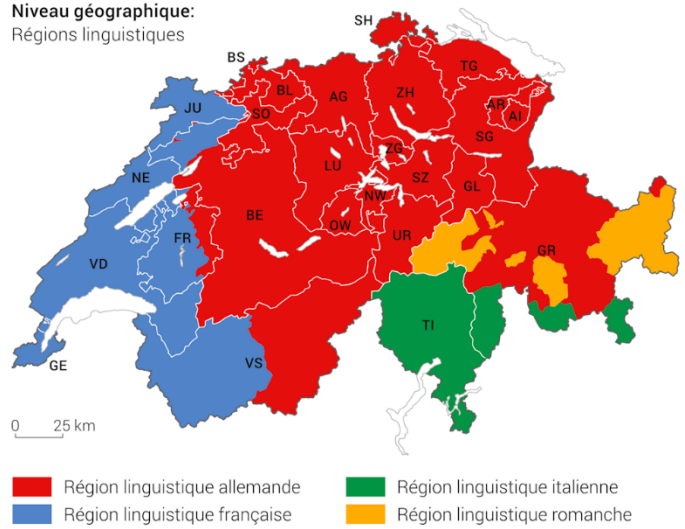 Niveau géographique:
Régions linguistiques
SH
BS
TG
BL
AG
ZH
JU
SO
AR
AI
SG
ZG
LU
NE
SZ
GL
NW
BE
OW
FR
UR
GR
VD
TI
VS
GE
0 25 km
Région linguistique allemande
Région linguistique italienne
Région linguistique française
Région linguistique romanche